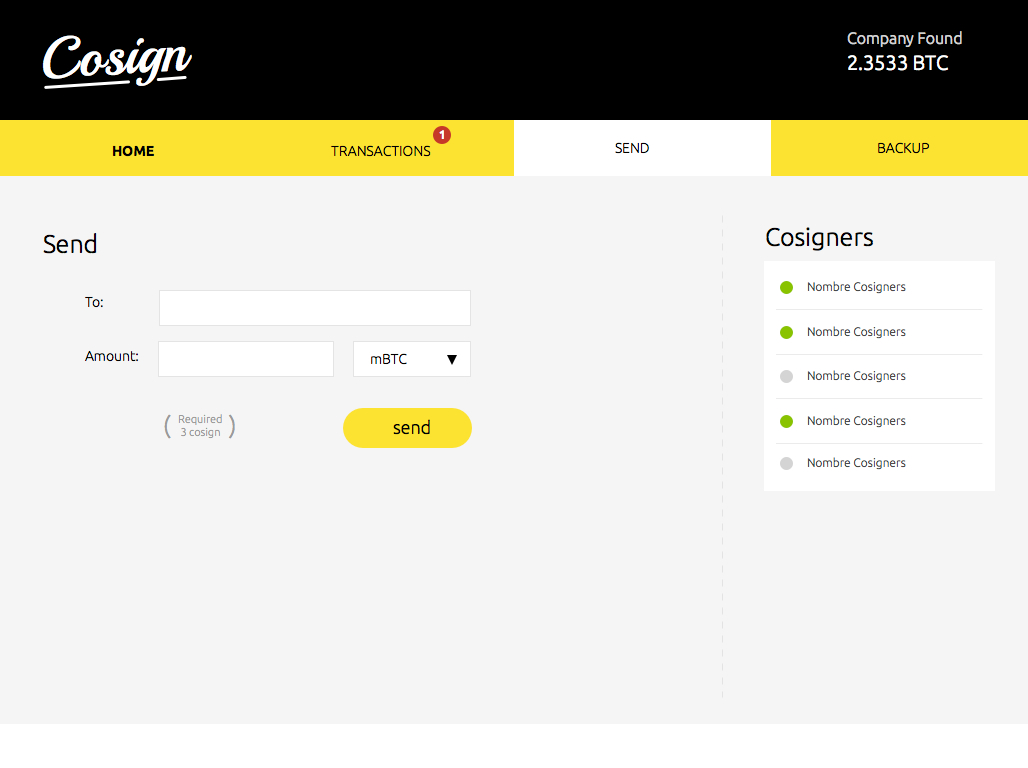 Cosign
Company Found
2.3533 BTC
HOME
TRANSACTIONS
1
SEND
BACKUP
Send
To:
Amount:
mBTC
( Required
3 cosign )
send
Cosigners
Nombre Cosigners
Nombre Cosigners
Nombre Cosigners
Nombre Cosigners
Nombre Cosigners